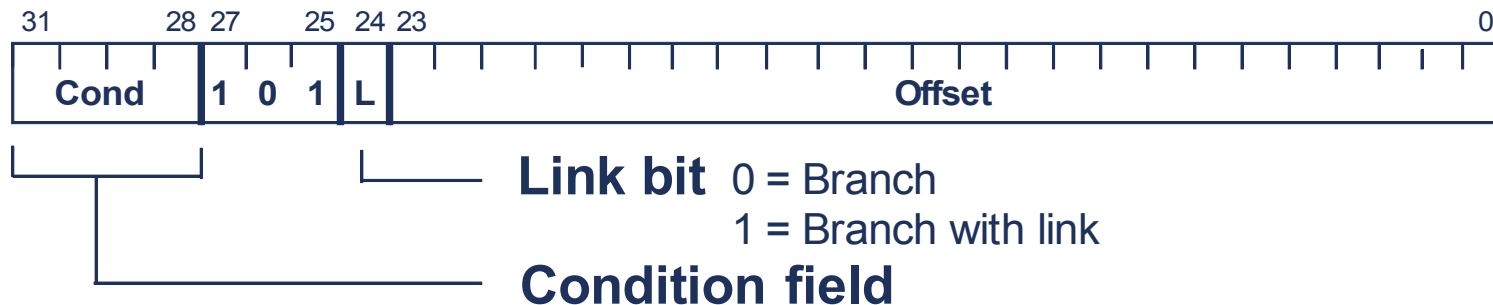 31 28 27 25 24 23 0
Cond 1 0 1 L Offset
Link bit 0 = Branch
1 = Branch with link
Condition field